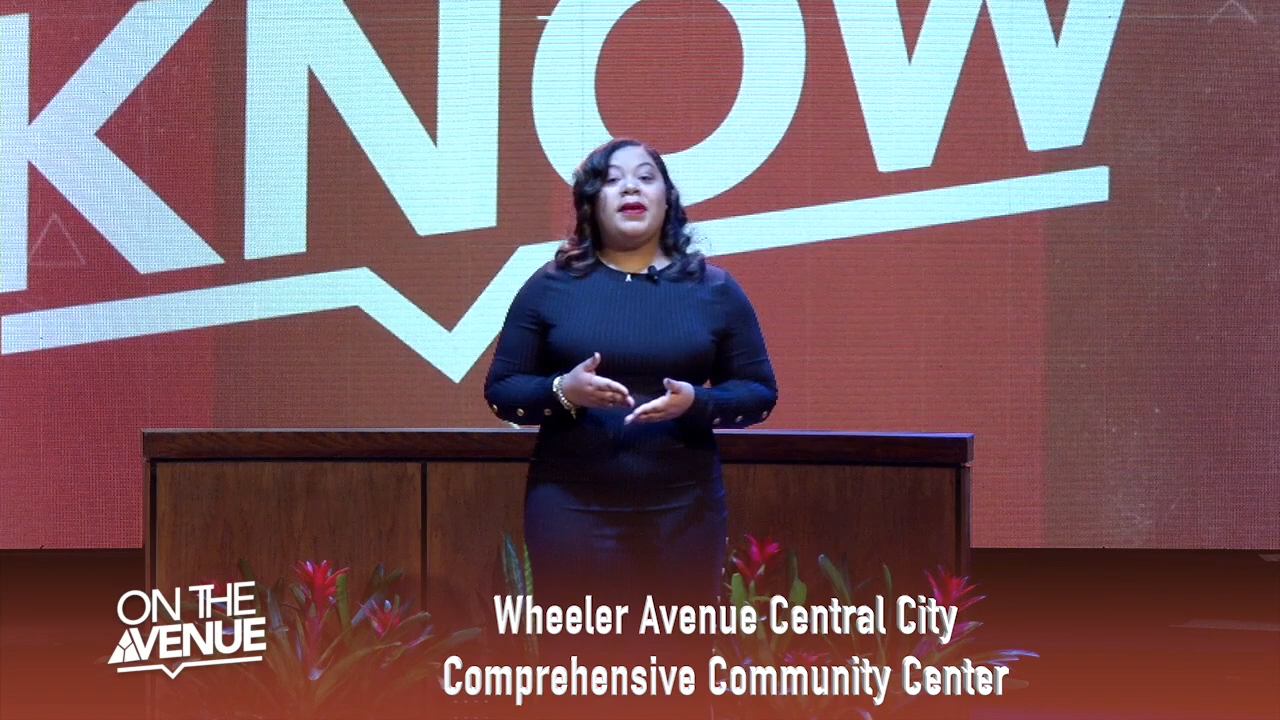 KNOW
ON THE
AVENUE
Wheeler Avenue Central City
Comprehensive Community Center